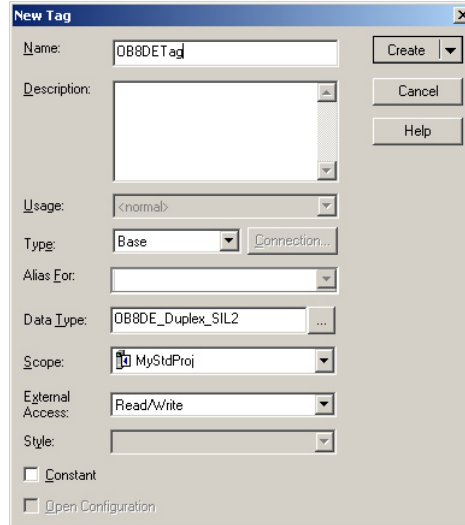 New Tag
Name: OB8DETag Create
Description: Cancel
Help
Usage: <normal>
Type: Base Connection...
Alias For:
Data Type: OB8DE_Duplex_SIL2 ...
Scope: MyStdProj
External Access: Read/Write
Style:
Constant
Open Configuration